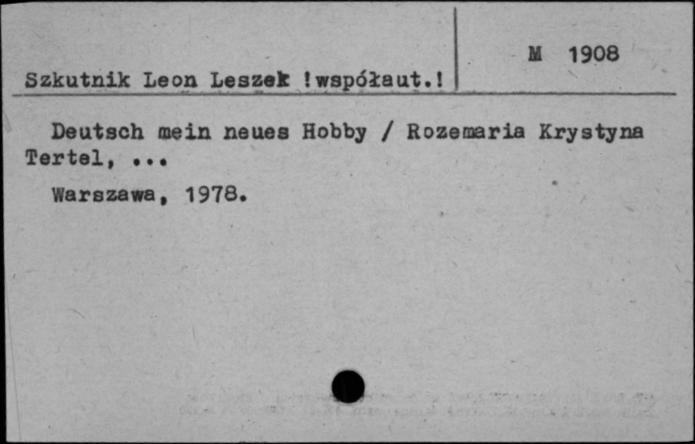 M 1908
Szkutnik Leon Leszek !współaut.!
Deutsch mein neues Hobby / Rozemaria Krystyna
Tertel, ...
Warszawa, 1978.